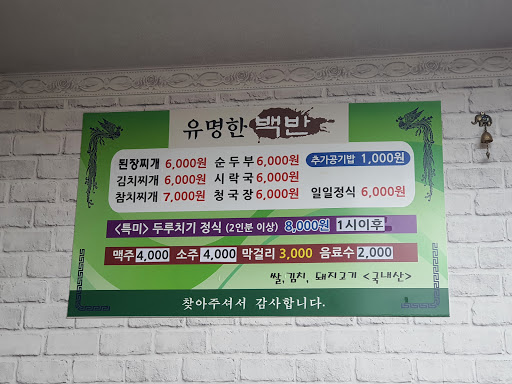 유명한 백반
된장찌개 6,000원 순두부 6,000원 추가공기밥 1,000원
김치찌개 6,000원 시락국 6,000원
참치찌개 7,000원 청국장 6,000원 일일정식 6,000원
<특미> 두루치기 정식 (2인분 이상) 8,000원 1시이후
맥주 4,000 소주 4,000 막걸리 3,000 음료수 2,000
쌀,김치, 돼지고기 <국내산>
찾아주셔서 감사합니다.